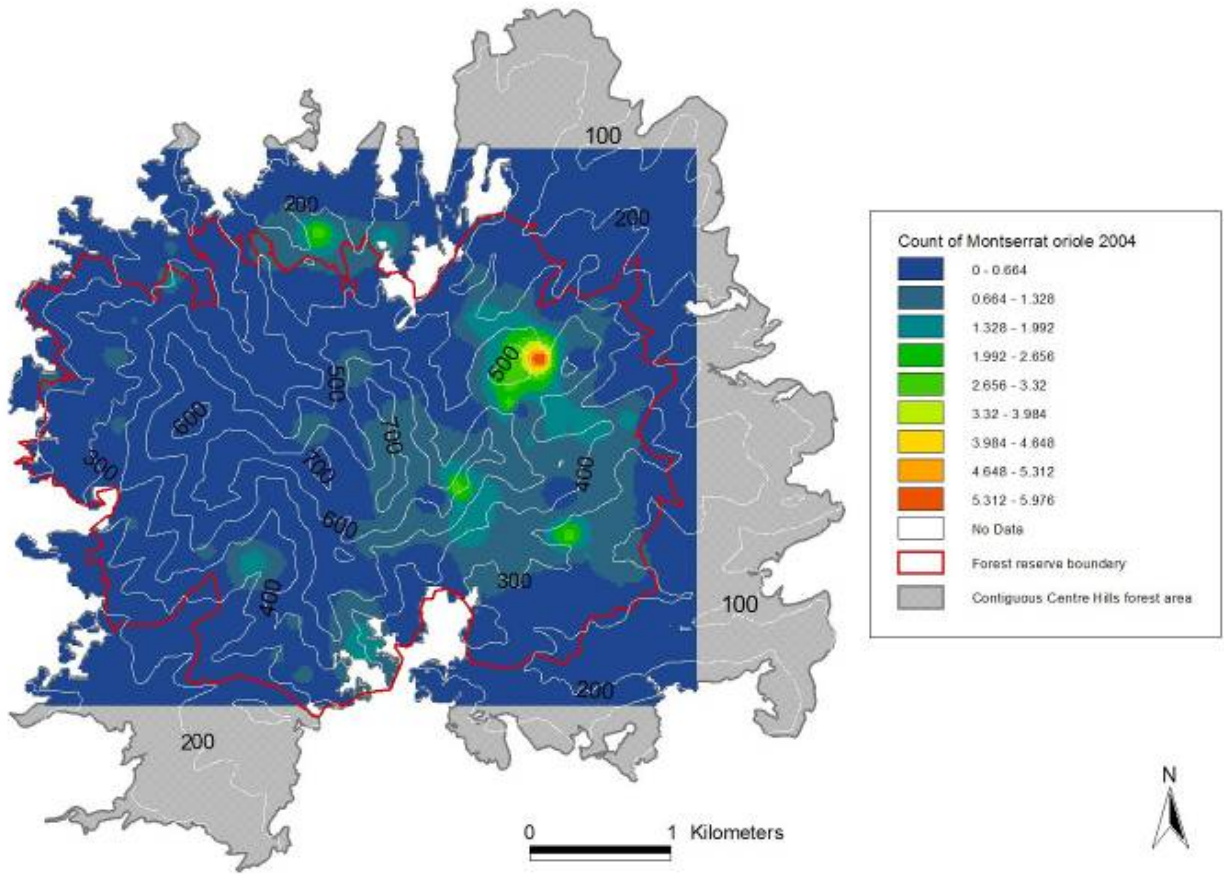 100
200
200
500
500
600
700
300
700
400
600
400
300
100
200
200
Count of Montserrat oriole 2004
0 - 0.664
0.664 - 1.328
1.328 - 1.992
1.992 - 2.656
2.656 - 3.32
3.32 - 3.984
3.984 - 4.648
4.648 - 5.312
5.312 - 5.976
No Data
Forest reserve boundary
Contiguous Centre Hills forest area
N
0 1 Kilometers